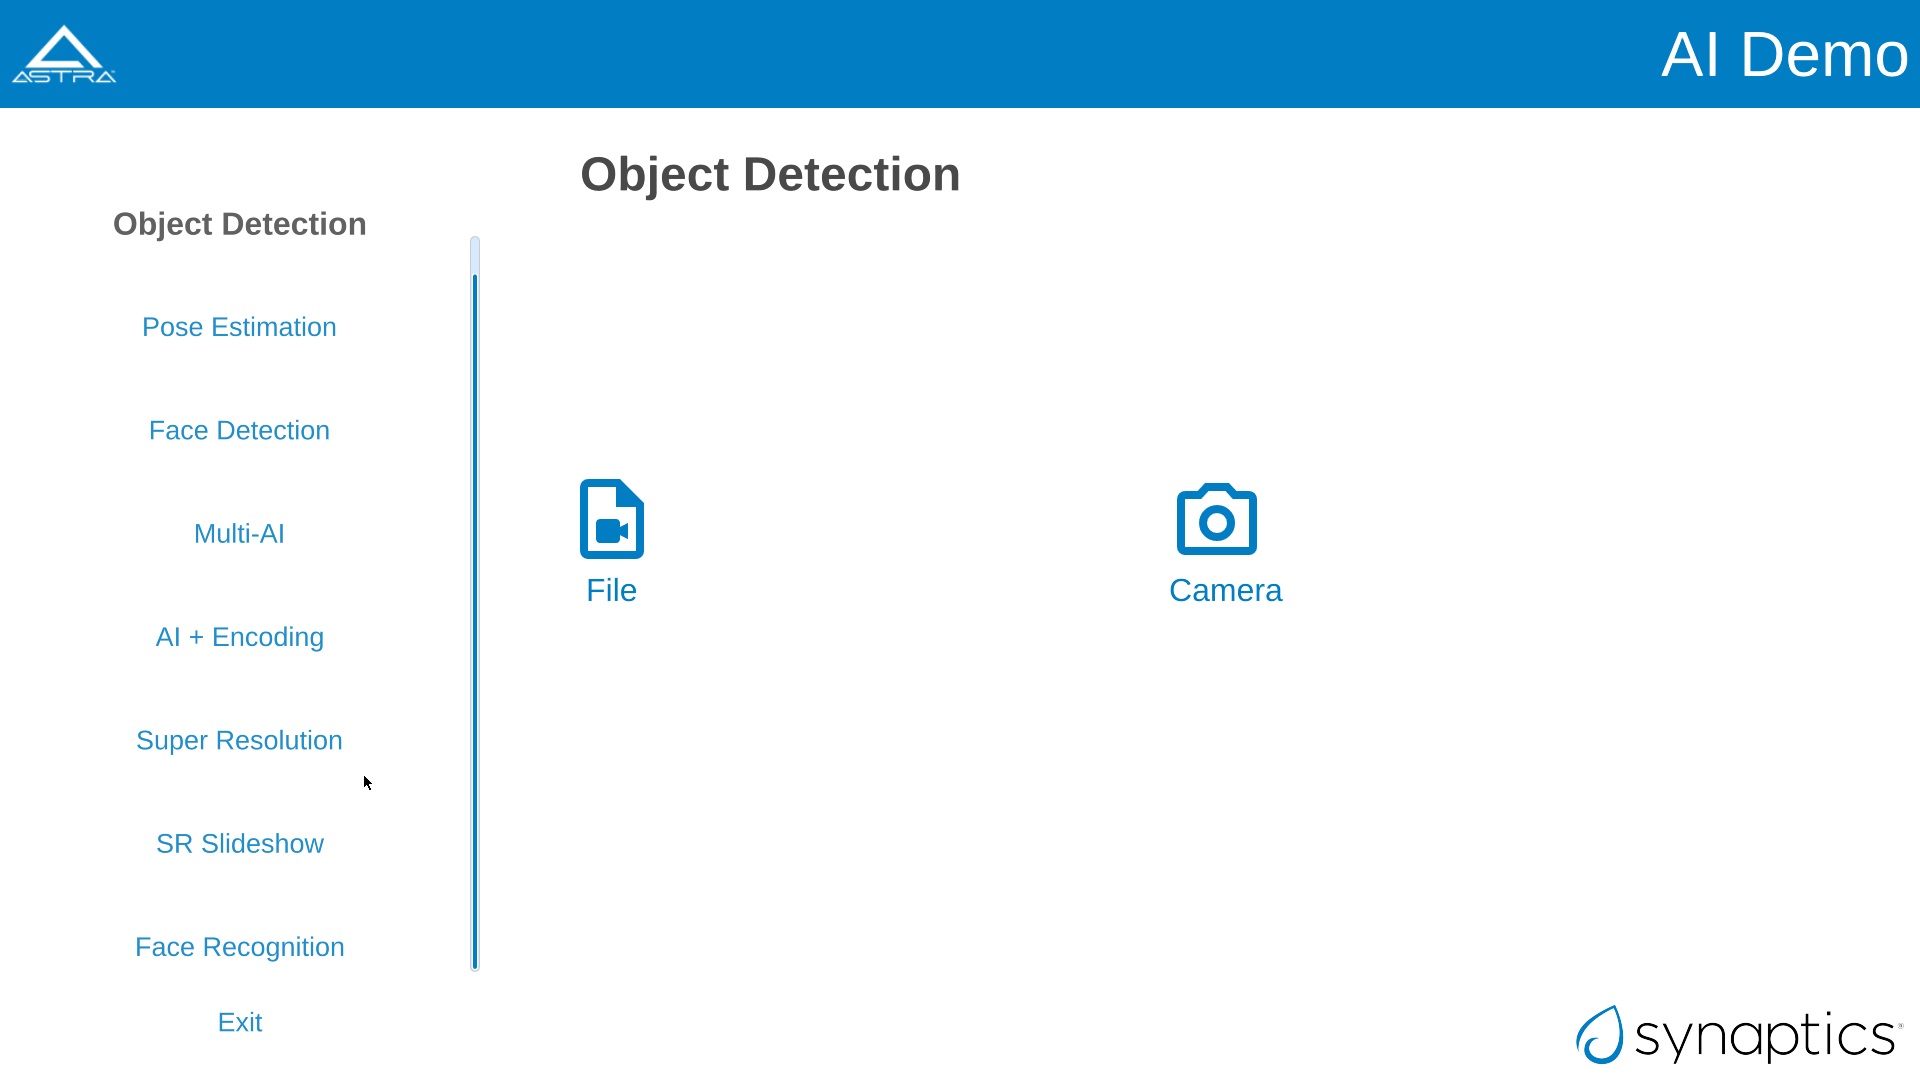 ASTRA
AI Demo
Object Detection
Object Detection
Pose Estimation
Face Detection
Multi-AI
AI + Encoding
Super Resolution
SR Slideshow
Face Recognition
Exit
File
Camera
synaptics